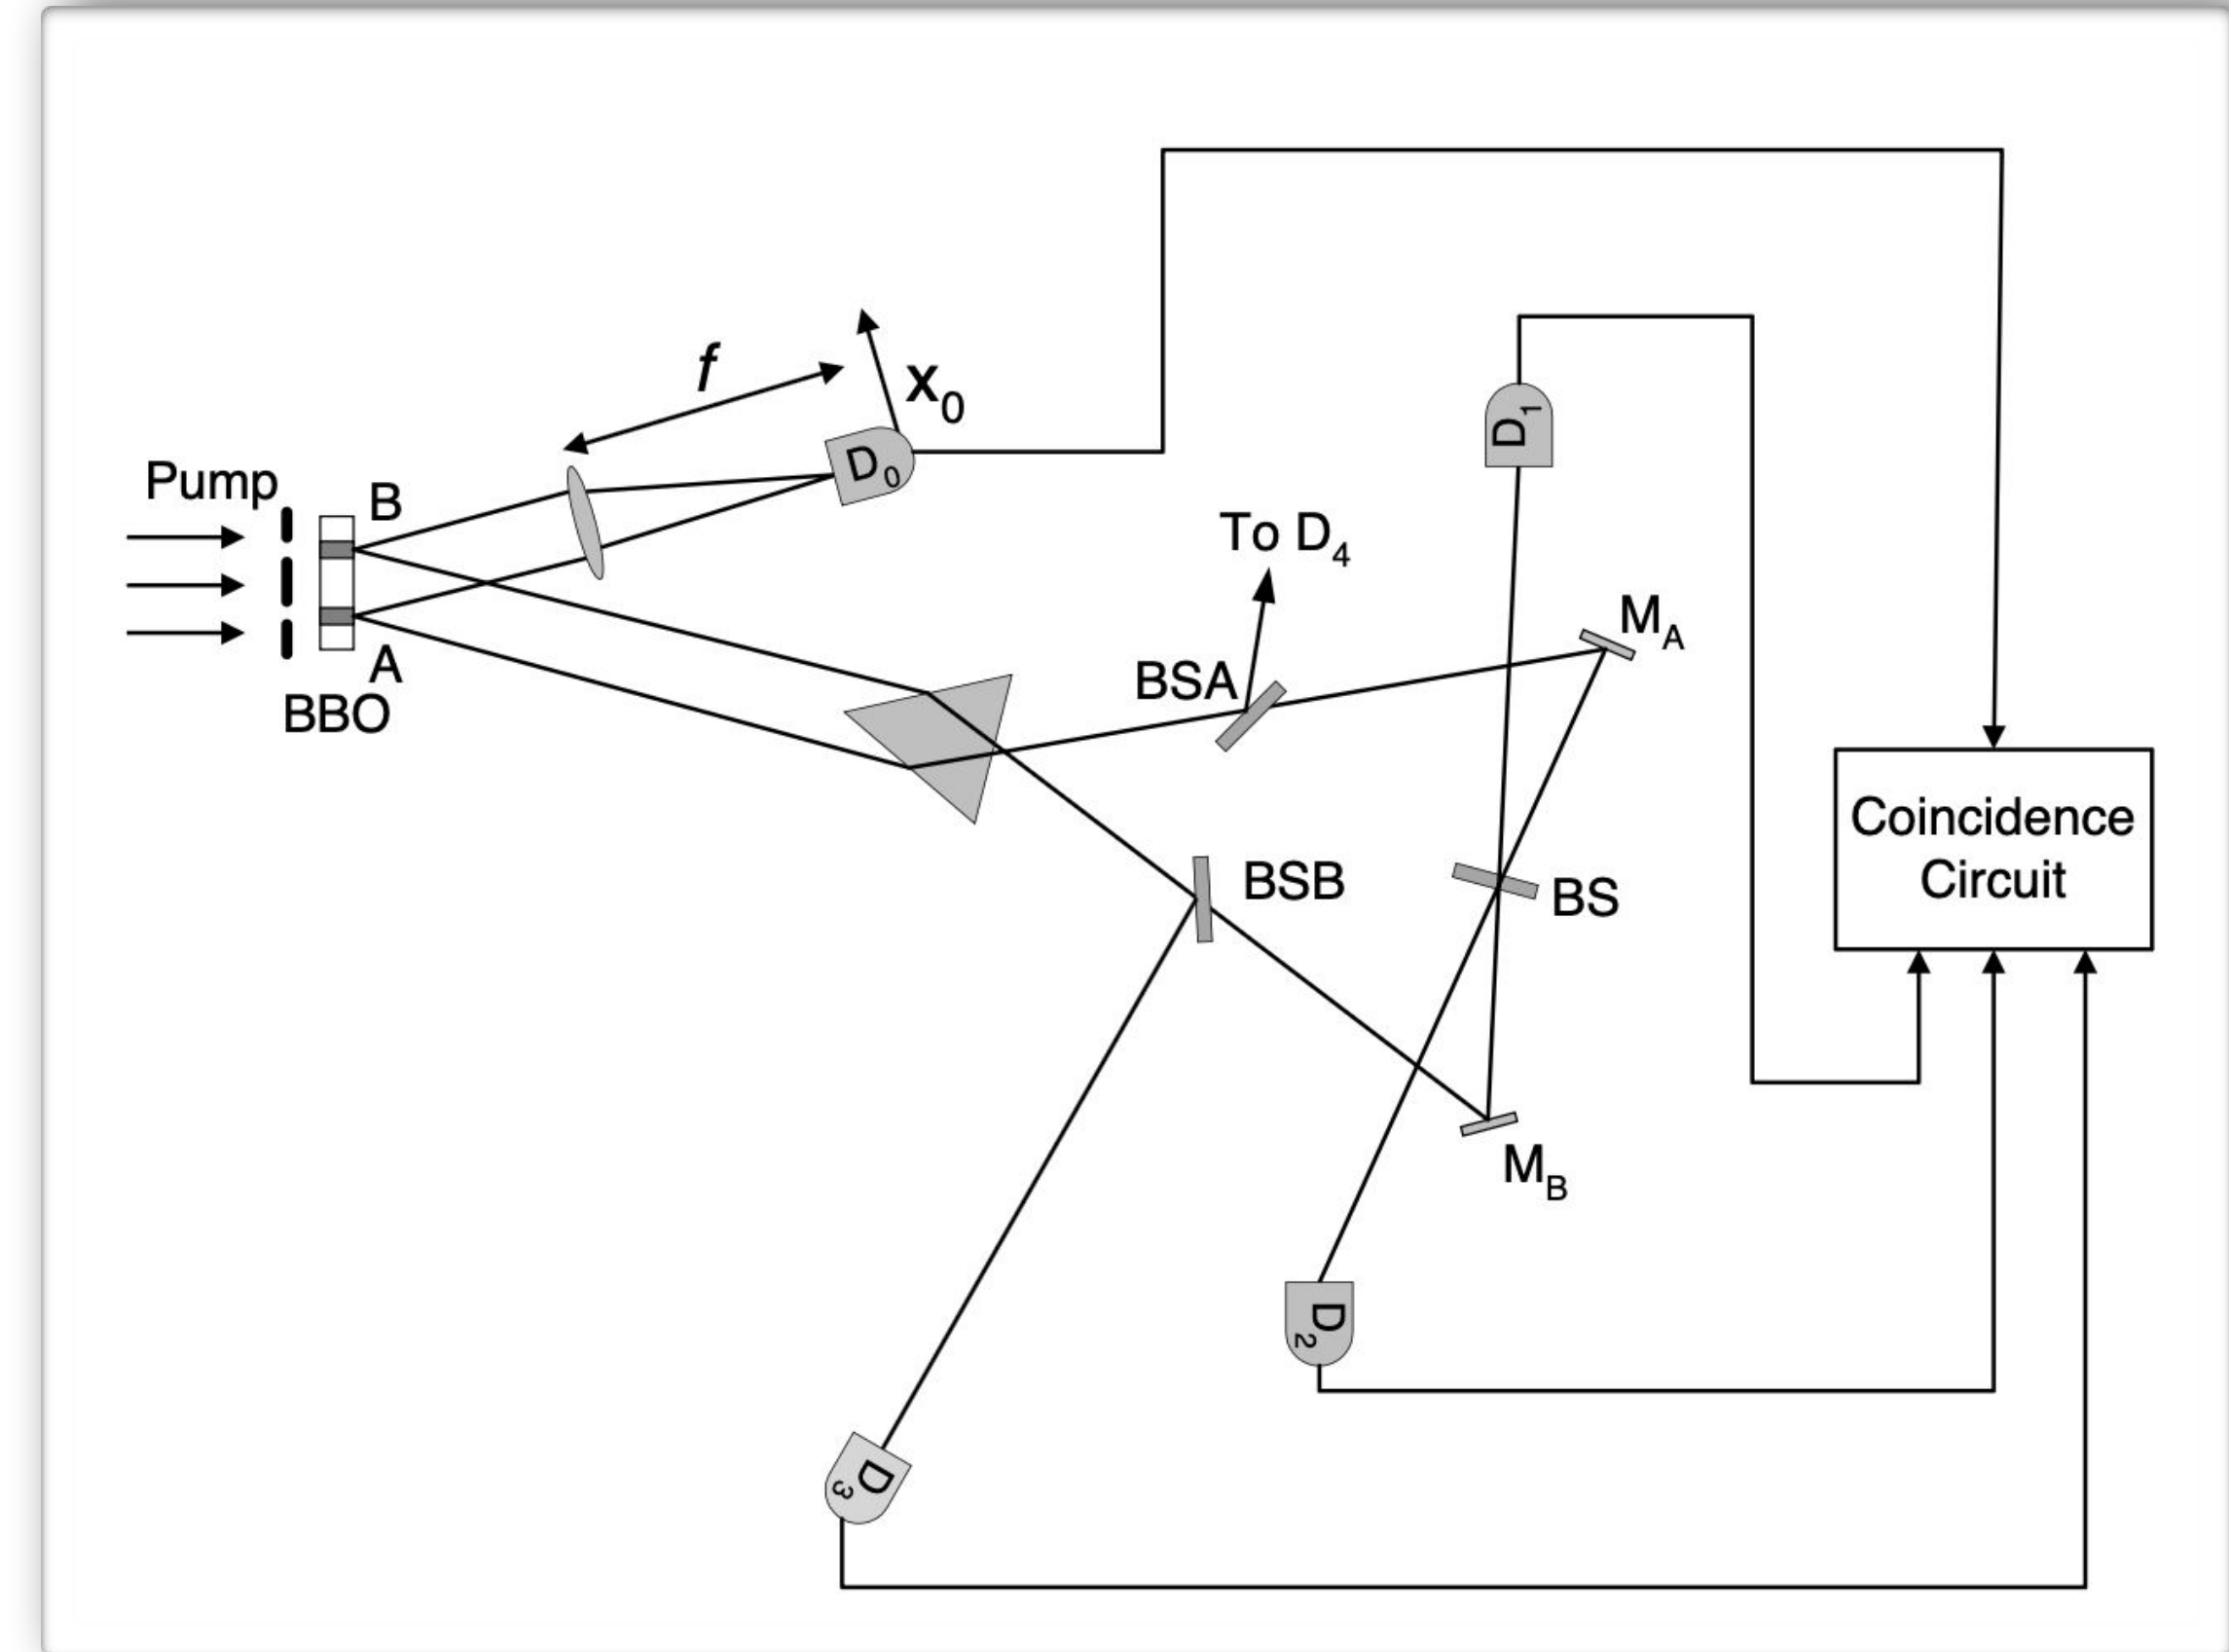 f
x0
Pump
B
D0
D1
To D4
MA
A
BSA
BBO
Coincidence
Circuit
BSB
BS
MB
D2
D3